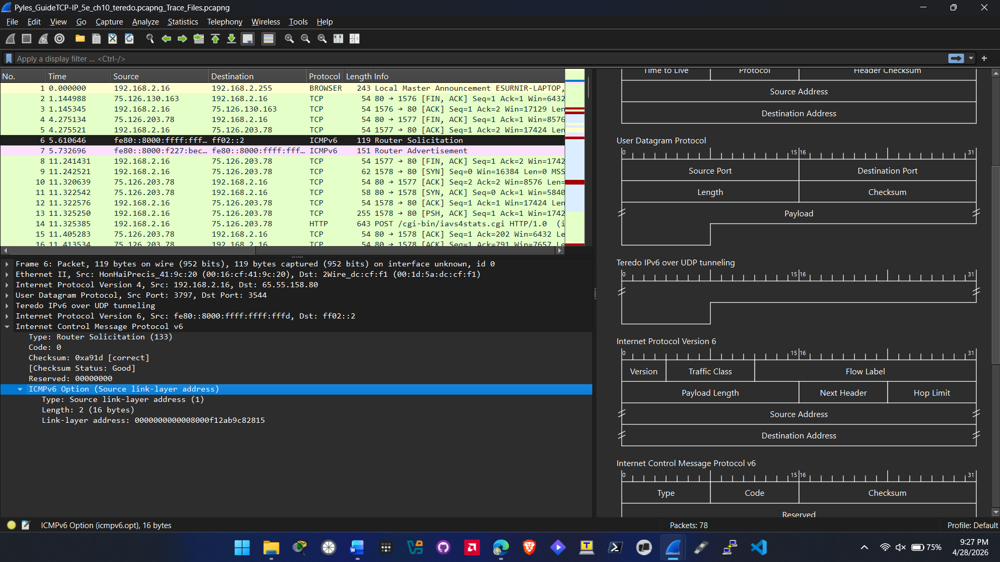 Pyles_GuideTCP-IP_5e_ch10_teredo.pcapng_Trace_Files.pcapng
File Edit View Go Capture Analyze Statistics Telephony Wireless Tools Help
Apply a display filter ... <Ctrl-/>
No. Time Source Destination Protocol Length Info
1 0.000000 192.168.2.16 192.168.2.255 BROWSER 243 Local Master Announcement ESURNIR-LAPTOP,
2 1.144988 75.126.130.163 192.168.2.16 TCP 54 80 → 1576 [FIN, ACK] Seq=1 Ack=1 Win=6432
3 1.145345 192.168.2.16 75.126.130.163 TCP 54 1576 → 80 [ACK] Seq=1 Ack=2 Win=17129 Len
4 4.275134 75.126.203.78 192.168.2.16 TCP 54 80 → 1577 [FIN, ACK] Seq=1 Ack=1 Win=8576
5 4.275521 192.168.2.16 75.126.203.78 TCP 54 1577 → 80 [ACK] Seq=1 Ack=2 Win=17424 Len
6 5.610646 fe80::8000:ffff:fff… ff02::2 ICMPv6 119 Router Solicitation
7 5.732696 fe80::8000:f227:bec… fe80::8000:ffff:fff… ICMPv6 151 Router Advertisement
8 11.241431 192.168.2.16 75.126.203.78 TCP 54 1577 → 80 [FIN, ACK] Seq=1 Ack=2 Win=1742
9 11.242521 192.168.2.16 75.126.203.78 TCP 62 1578 → 80 [SYN] Seq=0 Win=16384 Len=0 MSS
10 11.320639 75.126.203.78 192.168.2.16 TCP 54 80 → 1577 [ACK] Seq=2 Ack=2 Win=8576 Len=
11 11.322542 75.126.203.78 192.168.2.16 TCP 58 80 → 1578 [SYN, ACK] Seq=0 Ack=1 Win=5840
12 11.322576 192.168.2.16 75.126.203.78 TCP 54 1578 → 80 [ACK] Seq=1 Ack=1 Win=17424 Len
13 11.325250 192.168.2.16 75.126.203.78 TCP 255 1578 → 80 [PSH, ACK] Seq=1 Ack=1 Win=1742
14 11.325385 192.168.2.16 75.126.203.78 HTTP 643 POST /cgi-bin/iavs4stats.cgi HTTP/1.0 (i
15 11.405283 75.126.203.78 192.168.2.16 TCP 54 80 → 1578 [ACK] Seq=1 Ack=202 Win=6432 Le
16 11.413534 75.126.203.78 192.168.2.16 TCP 54 80 → 1578 [ACK] Seq=1 Ack=791 Win=7657 Le
Frame 6: Packet, 119 bytes on wire (952 bits), 119 bytes captured (952 bits) on interface unknown, id 0
Ethernet II, Src: HonHaiPrecis_41:9c:20 (00:16:cf:41:9c:20), Dst: 2Wire_dc:cf:f1 (00:1d:5a:dc:cf:f1)
Internet Protocol Version 4, Src: 192.168.2.16, Dst: 65.55.158.80
User Datagram Protocol, Src Port: 3797, Dst Port: 3544
Teredo IPv6 over UDP tunneling
Internet Protocol Version 6, Src: fe80::8000:ffff:ffff:fffd, Dst: ff02::2
Internet Control Message Protocol v6
Type: Router Solicitation (133)
Code: 0
Checksum: 0xa91d [correct]
[Checksum Status: Good]
Reserved: 00000000
ICMPv6 Option (Source link-layer address)
Type: Source link-layer address (1)
Length: 2 (16 bytes)
Link-layer address: 0000000000008000f12ab9c82815
Time to Live Protocol Header Checksum
Source Address
Destination Address
User Datagram Protocol
0 15 16 31
Source Port Destination Port
Length Checksum
Payload
Teredo IPv6 over UDP tunneling
0 15 16 31
Internet Protocol Version 6
0 15 16 31
Version Traffic Class Flow Label
Payload Length Next Header Hop Limit
Source Address
Destination Address
Internet Control Message Protocol v6
0 15 16 31
Type Code Checksum
Reserved
ICMPv6 Option (icmpv6.opt), 16 bytes Packets: 78 Profile: Default
75% 9:27 PM
4/28/2026